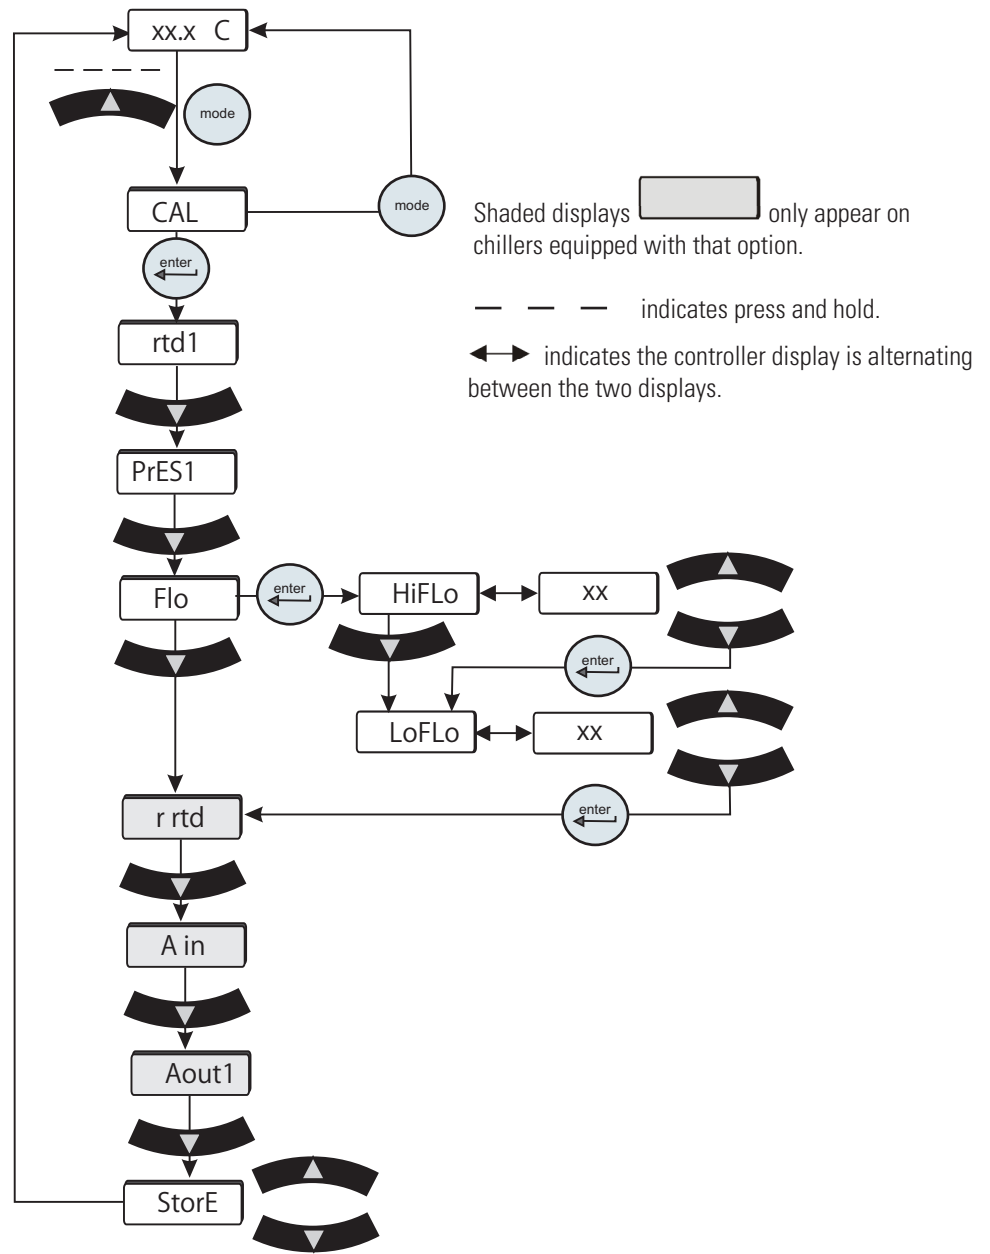 xx.x C
mode
CAL
mode
Shaded displays only appear on
chillers equipped with that option.
enter
indicates press and hold.
rtd1
indicates the controller display is alternating
between the two displays.
PrES1
Flo
enter
HiFLo
xx
enter
LoFLo
xx
r rtd
enter
A in
Aout1
StorE